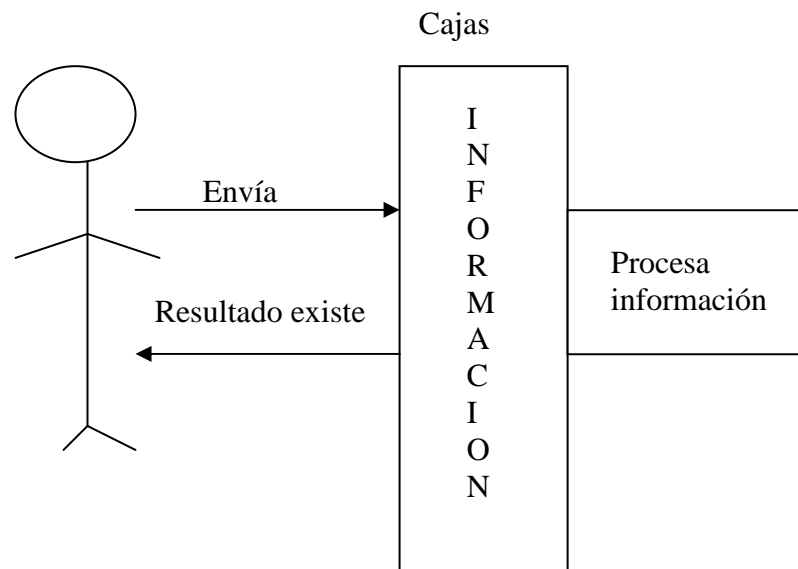 Cajas
Envía
Resultado existe
I
N
F
O
R
M
A
C
I
O
N
Procesa
información